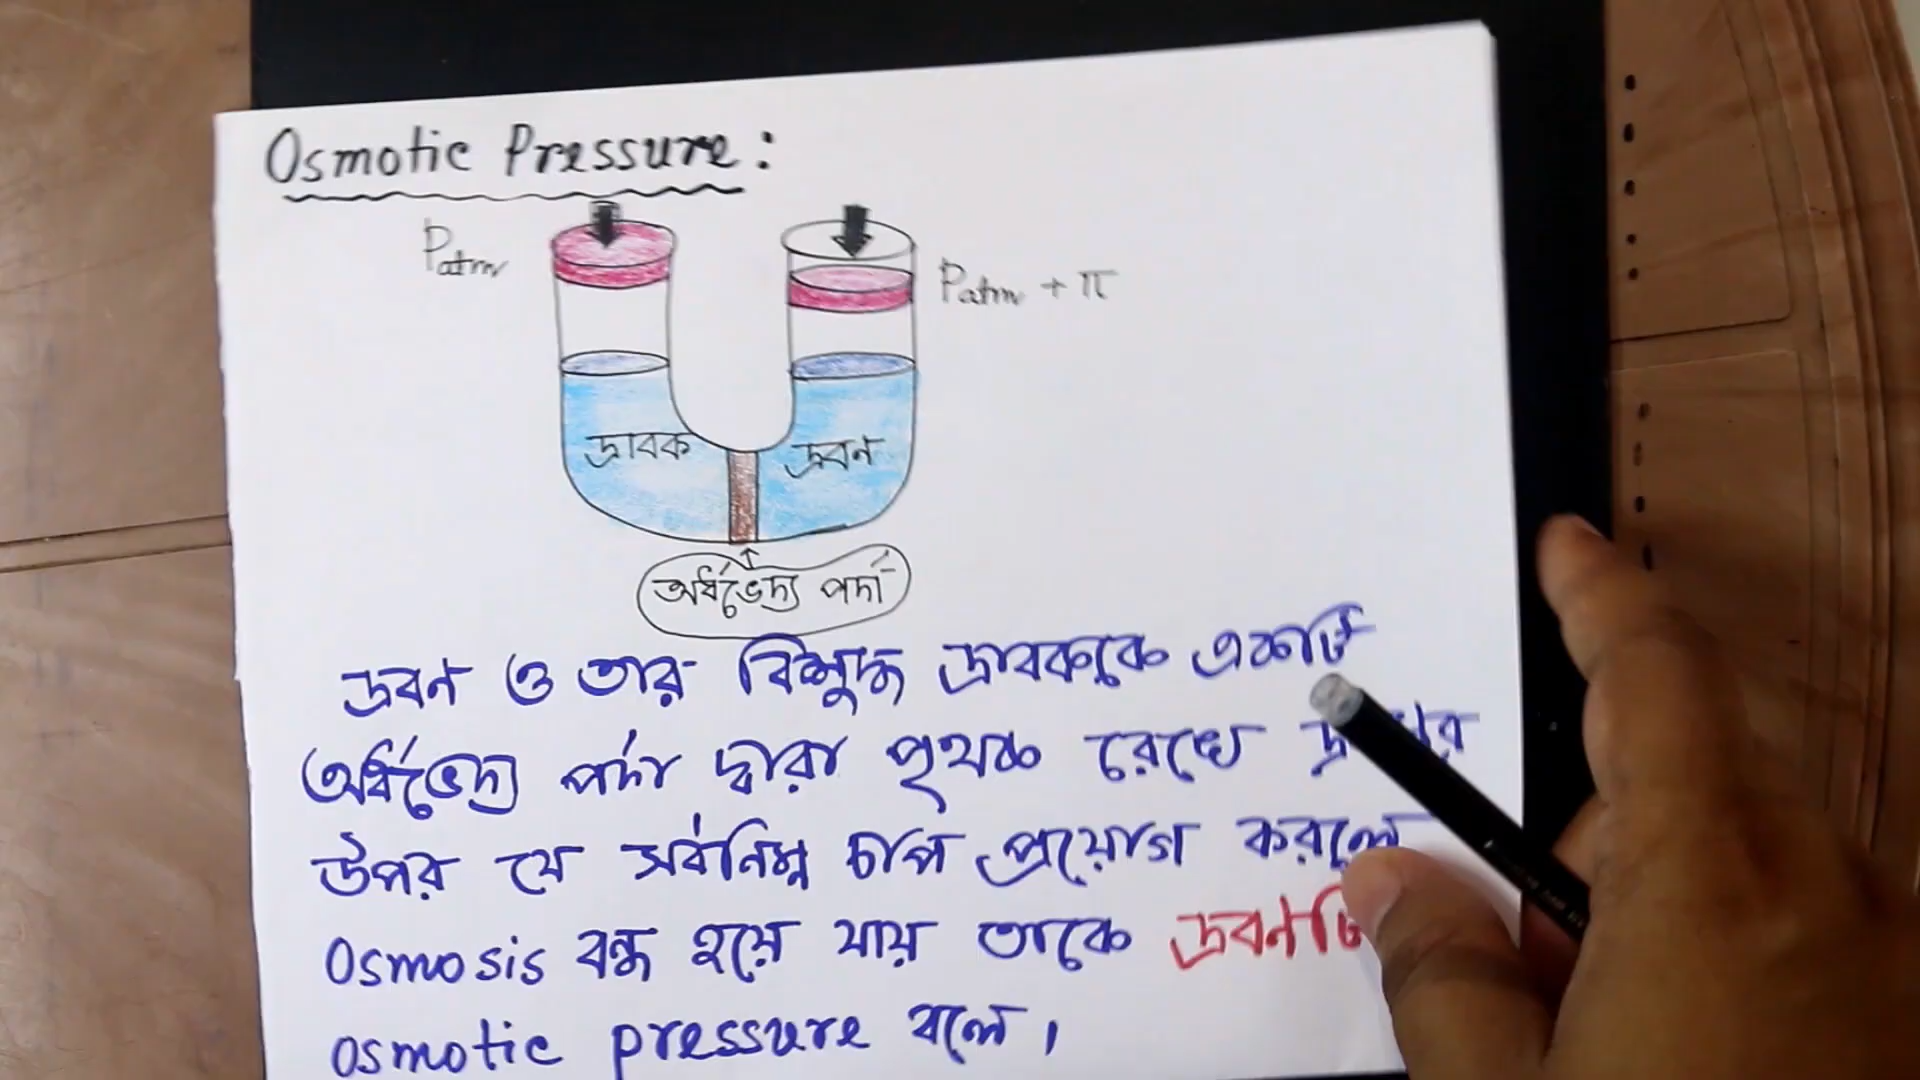 Osmotic Pressure :
Patm
Patm + π
দ্রাবক
দ্রবণ
অর্ধভেদ্য পর্দা
দ্রবণ ও তার বিশুদ্ধ দ্রাবককে একটি
অর্ধভেদ্য পর্দা দ্বারা পৃথক রেখে
উপর যে সর্বনিম্ন চাপ প্রয়োগ করলে
Osmosis বন্ধ হয়ে যায় তাকে
osmotic pressure বলে।